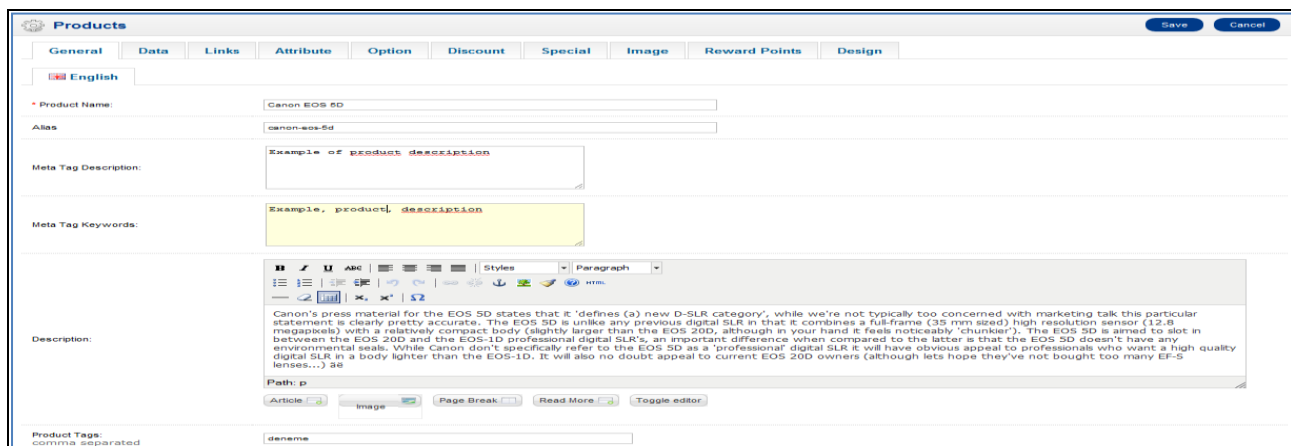 Products Save Cancel
General Data Links Attribute Option Discount Special Image Reward Points Design
English
* Product Name: Canon EOS 5D
Alias canon-eos-5d
Meta Tag Description: Example of product description
Meta Tag Keywords: Example, product, description
B I U ABC Styles Paragraph
HTML
x, x' Ω
Canon's press material for the EOS 5D states that it 'defines (a) new D-SLR category', while we're not typically too concerned with marketing talk this particular
statement is clearly pretty accurate. The EOS 5D is unlike any previous digital SLR in that it combines a full-frame (35 mm sized) high resolution sensor (12.8
megapixels) with a relatively compact body (slightly larger than the EOS 20D, although in your hand it feels noticeably 'chunkier'). The EOS 5D is aimed to slot in
between the EOS 20D and the EOS-1D professional digital SLR's, an important difference when compared to the latter is that the EOS 5D doesn't have any
Description: environmental seals. While Canon don't specifically refer to the EOS 5D as a 'professional' digital SLR it will have obvious appeal to professionals who want a high quality
digital SLR in a body lighter than the EOS-1D. It will also no doubt appeal to current EOS 20D owners (although lets hope they've not bought too many EF-S
lenses...) äë
Path: p
Article Image Page Break Read More Toggle editor
Product Tags: deneme
comma separated